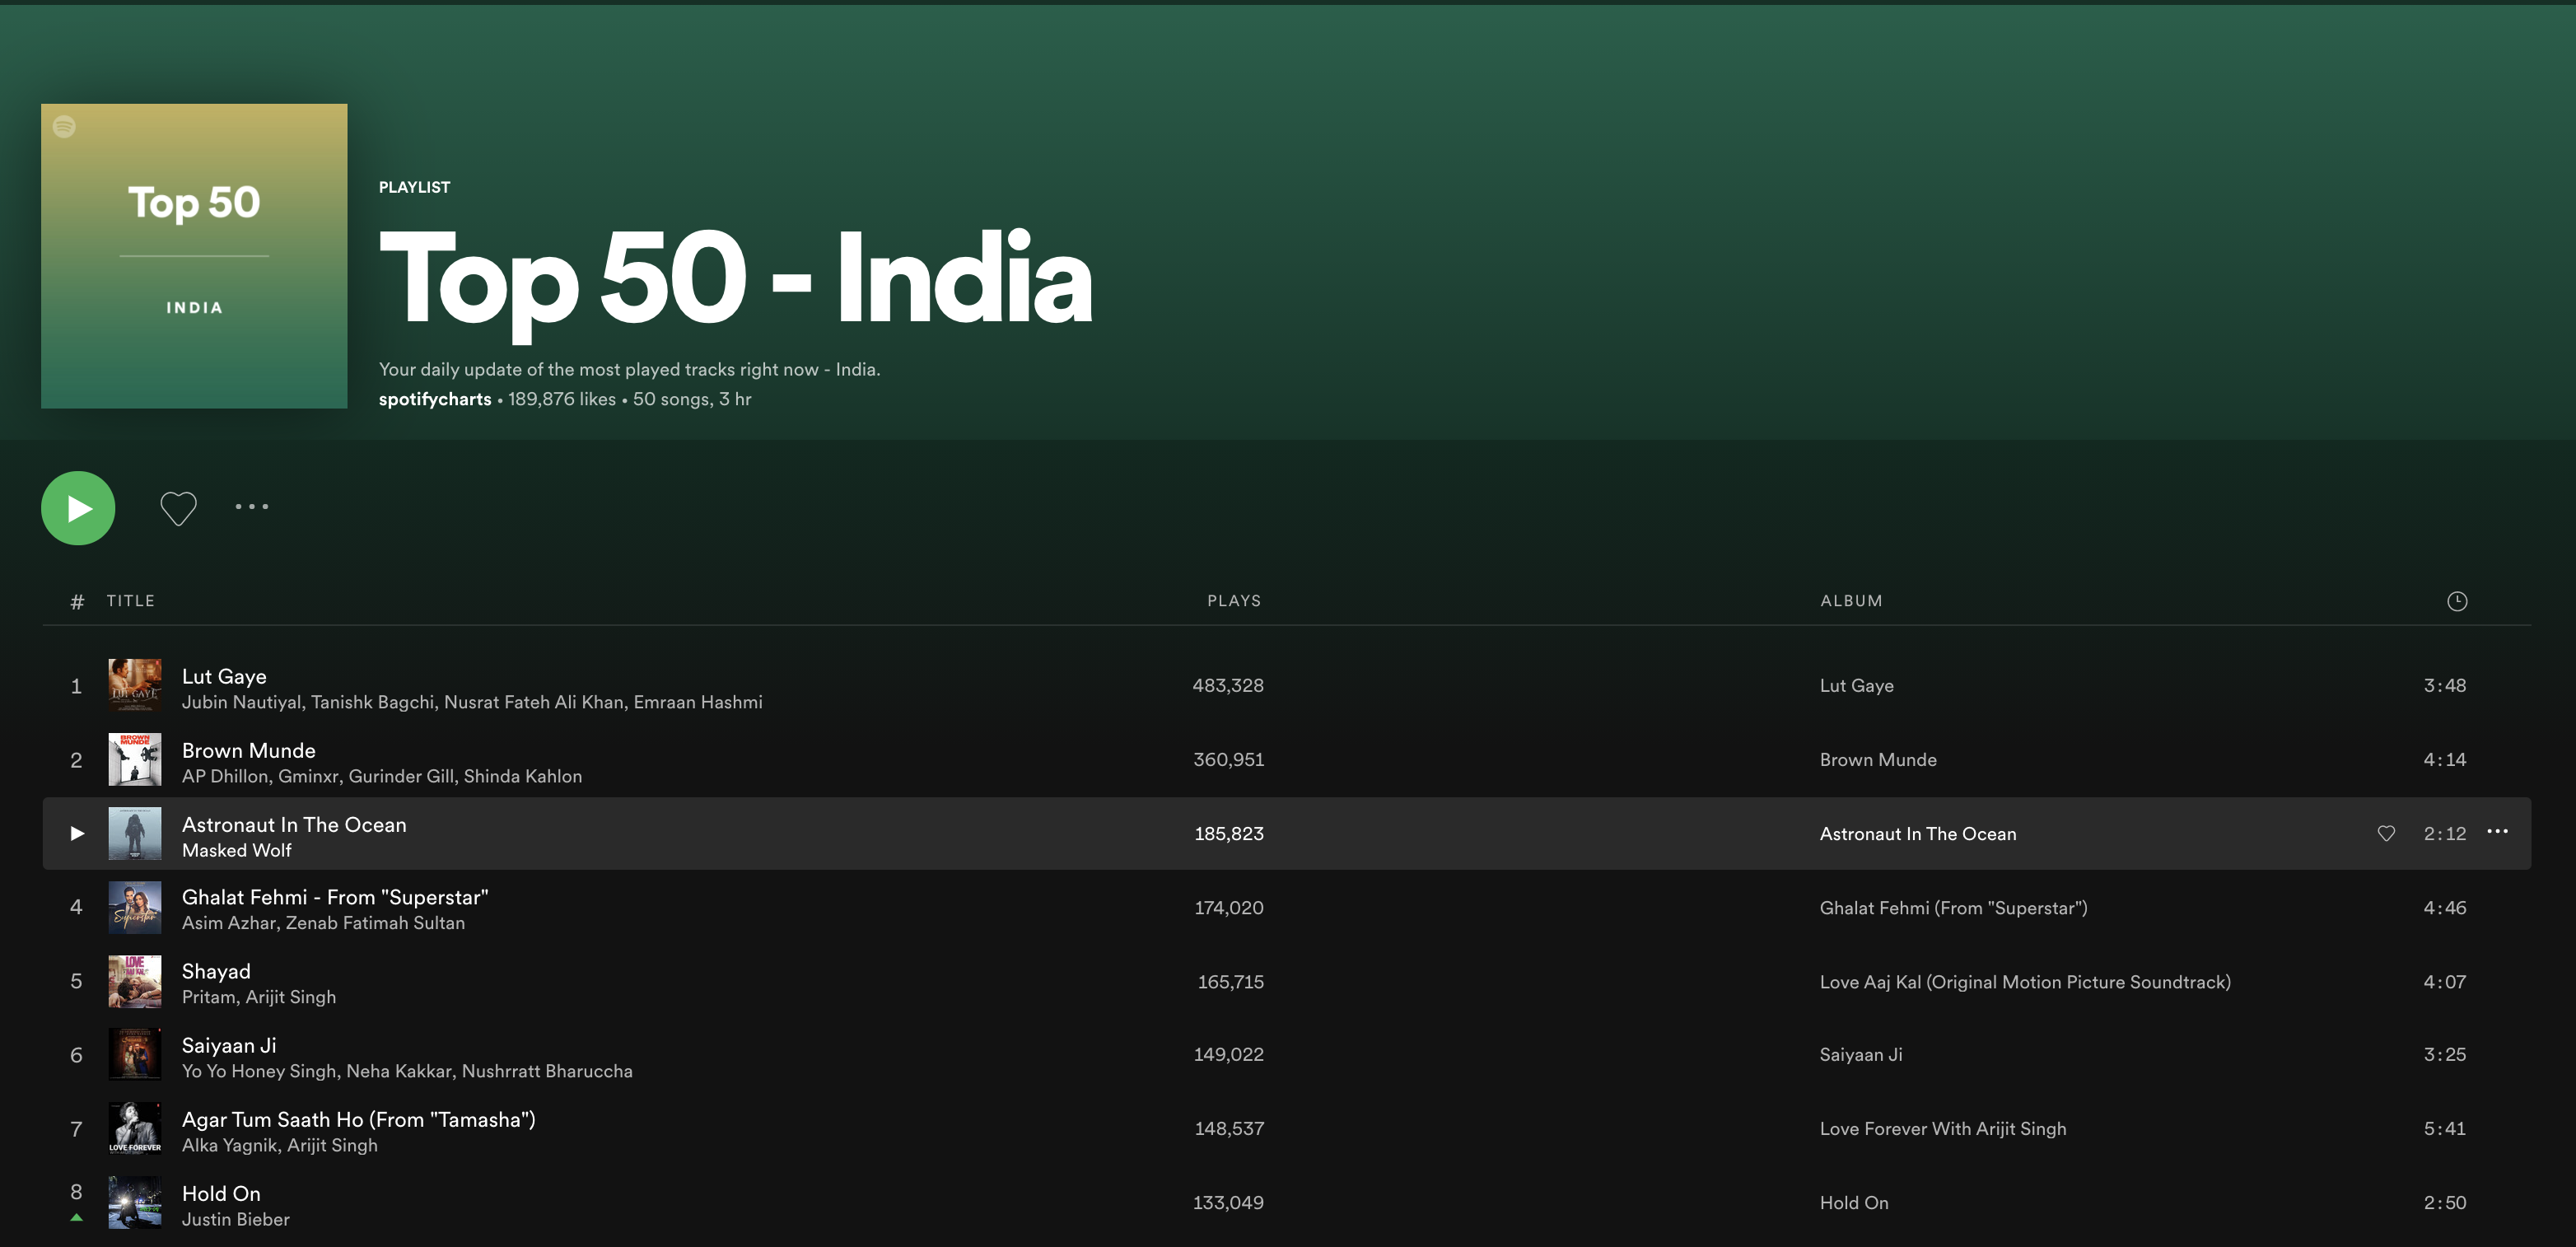 Top 50
INDIA
PLAYLIST
Top 50 - India
Your daily update of the most played tracks right now - India.
spotifycharts • 189,876 likes • 50 songs, 3 hr
# TITLE PLAYS ALBUM
1 Lut Gaye 483,328 Lut Gaye 3:48
Jubin Nautiyal, Tanishk Bagchi, Nusrat Fateh Ali Khan, Emraan Hashmi
LUT GAYE
BROWN MUNDE
2 Brown Munde 360,951 Brown Munde 4:14
AP Dhillon, Gminxr, Gurinder Gill, Shinda Kahlon
Astronaut In The Ocean 185,823 Astronaut In The Ocean 2:12
Masked Wolf
4 Ghalat Fehmi - From "Superstar" 174,020 Ghalat Fehmi (From "Superstar") 4:46
Asim Azhar, Zenab Fatimah Sultan
Superstar
LOVE
5 Shayad 165,715 Love Aaj Kal (Original Motion Picture Soundtrack) 4:07
Pritam, Arijit Singh
6 Saiyaan Ji 149,022 Saiyaan Ji 3:25
Yo Yo Honey Singh, Neha Kakkar, Nushrratt Bharuccha
7 Agar Tum Saath Ho (From "Tamasha") 148,537 Love Forever With Arijit Singh 5:41
Alka Yagnik, Arijit Singh
LOVE FOREVER
8 Hold On 133,049 Hold On 2:50
Justin Bieber